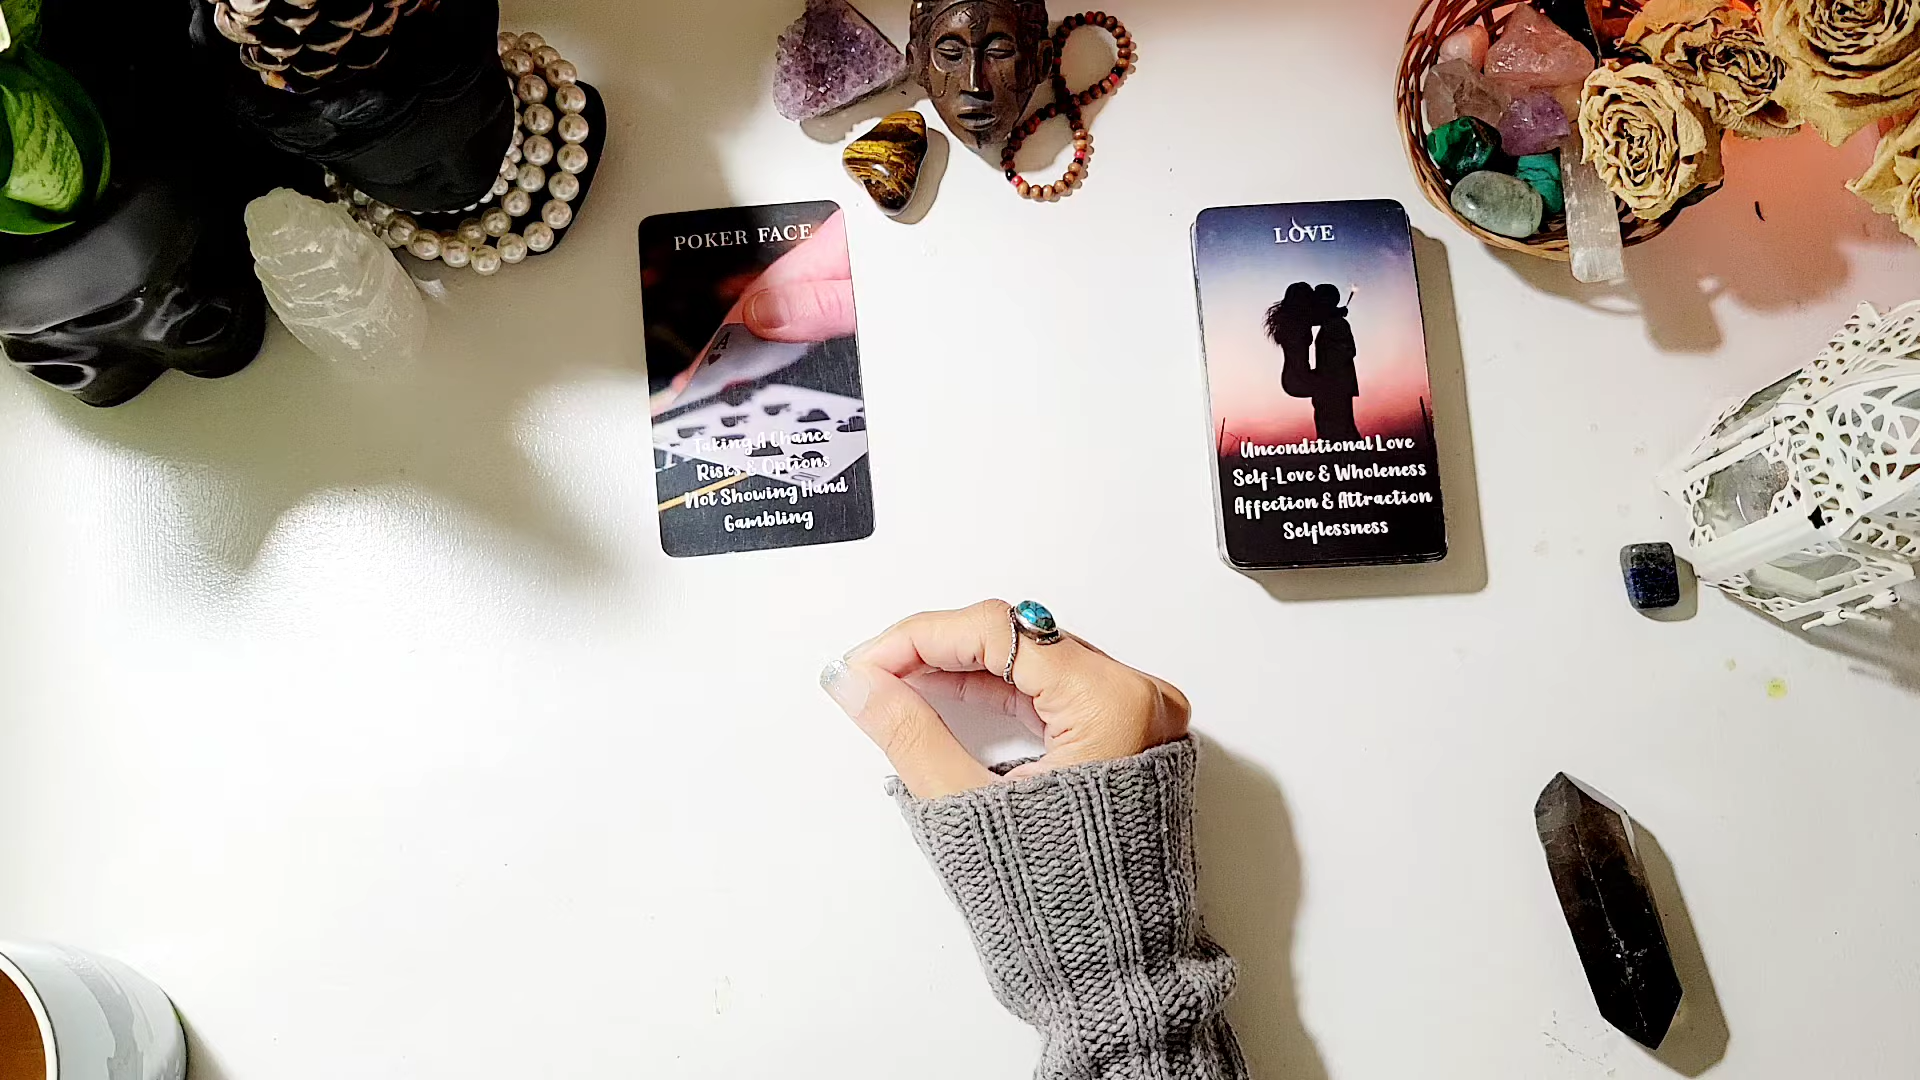 POKER FACE
Taking A Chance
Risks & Options
Not Showing Hand
Gambling
LOVE
Unconditional Love
Self-Love & Wholeness
Affection & Attraction
Selflessness